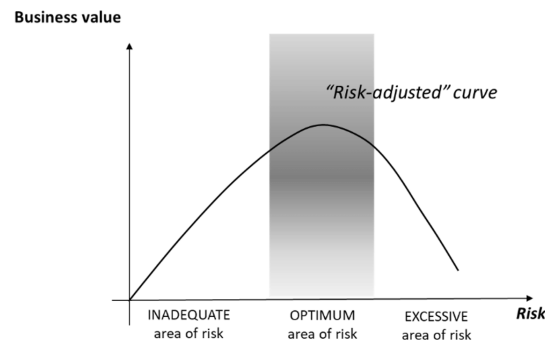 Business value
“Risk-adjusted” curve
INADEQUATE
area of risk
OPTIMUM
area of risk
EXCESSIVE
area of risk
Risk